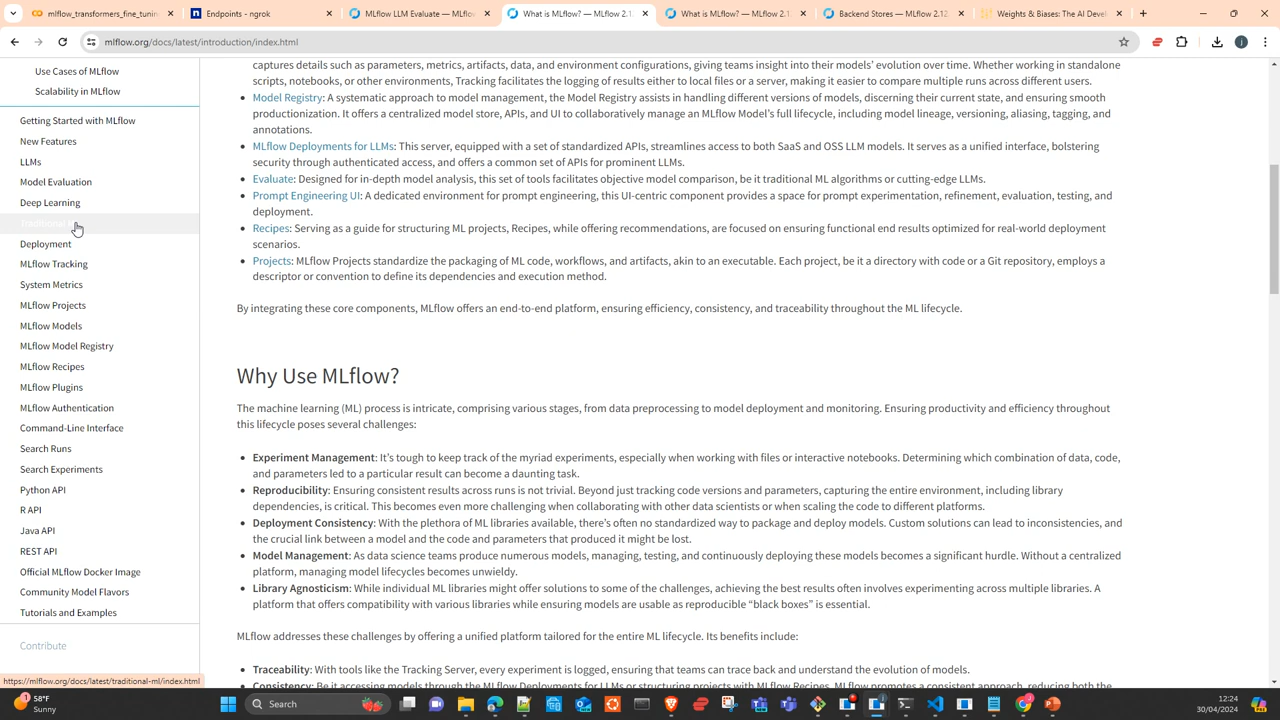 mlflow_transformers_fine_tunin
Endpoints - ngrok
MLflow LLM Evaluate — MLflow
What is MLflow? — MLflow 2.1
What is MLflow? — MLflow 2.12
Backend Stores — MLflow 2.12
Weights & Biases: The AI Devel
mlflow.org/docs/latest/introduction/index.html
Use Cases of MLflow
Scalability in MLflow
Getting Started with MLflow
New Features
LLMs
Model Evaluation
Deep Learning
Deployment
MLflow Tracking
System Metrics
MLflow Projects
MLflow Models
MLflow Model Registry
MLflow Recipes
MLflow Plugins
MLflow Authentication
Command-Line Interface
Search Runs
Search Experiments
Python API
R API
Java API
REST API
Official MLflow Docker Image
Community Model Flavors
Tutorials and Examples
Contribute
https://mlflow.org/docs/latest/traditional-ml/index.html
captures details such as parameters, metrics, artifacts, data, and environment configurations, giving teams insight into their models' evolution over time. Whether working in standalone
scripts, notebooks, or other environments, Tracking facilitates the logging of results either to local files or a server, making it easier to compare multiple runs across different users.
• Model Registry: A systematic approach to model management, the Model Registry assists in handling different versions of models, discerning their current state, and ensuring smooth
productionization. It offers a centralized model store, APIs, and UI to collaboratively manage an MLflow Model's full lifecycle, including model lineage, versioning, aliasing, tagging, and
annotations.
• MLflow Deployments for LLMs: This server, equipped with a set of standardized APIs, streamlines access to both SaaS and OSS LLM models. It serves as a unified interface, bolstering
security through authenticated access, and offers a common set of APIs for prominent LLMs.
• Evaluate: Designed for in-depth model analysis, this set of tools facilitates objective model comparison, be it traditional ML algorithms or cutting-edge LLMs.
• Prompt Engineering UI: A dedicated environment for prompt engineering, this UI-centric component provides a space for prompt experimentation, refinement, evaluation, testing, and
deployment.
• Recipes: Serving as a guide for structuring ML projects, Recipes, while offering recommendations, are focused on ensuring functional end results optimized for real-world deployment
scenarios.
• Projects: MLflow Projects standardize the packaging of ML code, workflows, and artifacts, akin to an executable. Each project, be it a directory with code or a Git repository, employs a
descriptor or convention to define its dependencies and execution method.
By integrating these core components, MLflow offers an end-to-end platform, ensuring efficiency, consistency, and traceability throughout the ML lifecycle.
Why Use MLflow?
The machine learning (ML) process is intricate, comprising various stages, from data preprocessing to model deployment and monitoring. Ensuring productivity and efficiency throughout
this lifecycle poses several challenges:
• Experiment Management: It's tough to keep track of the myriad experiments, especially when working with files or interactive notebooks. Determining which combination of data, code,
and parameters led to a particular result can become a daunting task.
• Reproducibility: Ensuring consistent results across runs is not trivial. Beyond just tracking code versions and parameters, capturing the entire environment, including library
dependencies, is critical. This becomes even more challenging when collaborating with other data scientists or when scaling the code to different platforms.
• Deployment Consistency: With the plethora of ML libraries available, there's often no standardized way to package and deploy models. Custom solutions can lead to inconsistencies, and
the crucial link between a model and the code and parameters that produced it might be lost.
• Model Management: As data science teams produce numerous models, managing, testing, and continuously deploying these models becomes a significant hurdle. Without a centralized
platform, managing model lifecycles becomes unwieldy.
• Library Agnosticism: While individual ML libraries might offer solutions to some of the challenges, achieving the best results often involves experimenting across multiple libraries. A
platform that offers compatibility with various libraries while ensuring models are usable as reproducible “black boxes” is essential.
MLflow addresses these challenges by offering a unified platform tailored for the entire ML lifecycle. Its benefits include:
• Traceability: With tools like the Tracking Server, every experiment is logged, ensuring that teams can trace back and understand the evolution of models.
• Consistency: Be it accessing models through the MLflow Deployments for LLMs or structuring projects with MLflow Recipes, MLflow promotes a consistent approach, reducing both the
58°F
Sunny
Search
12:24
30/04/2024